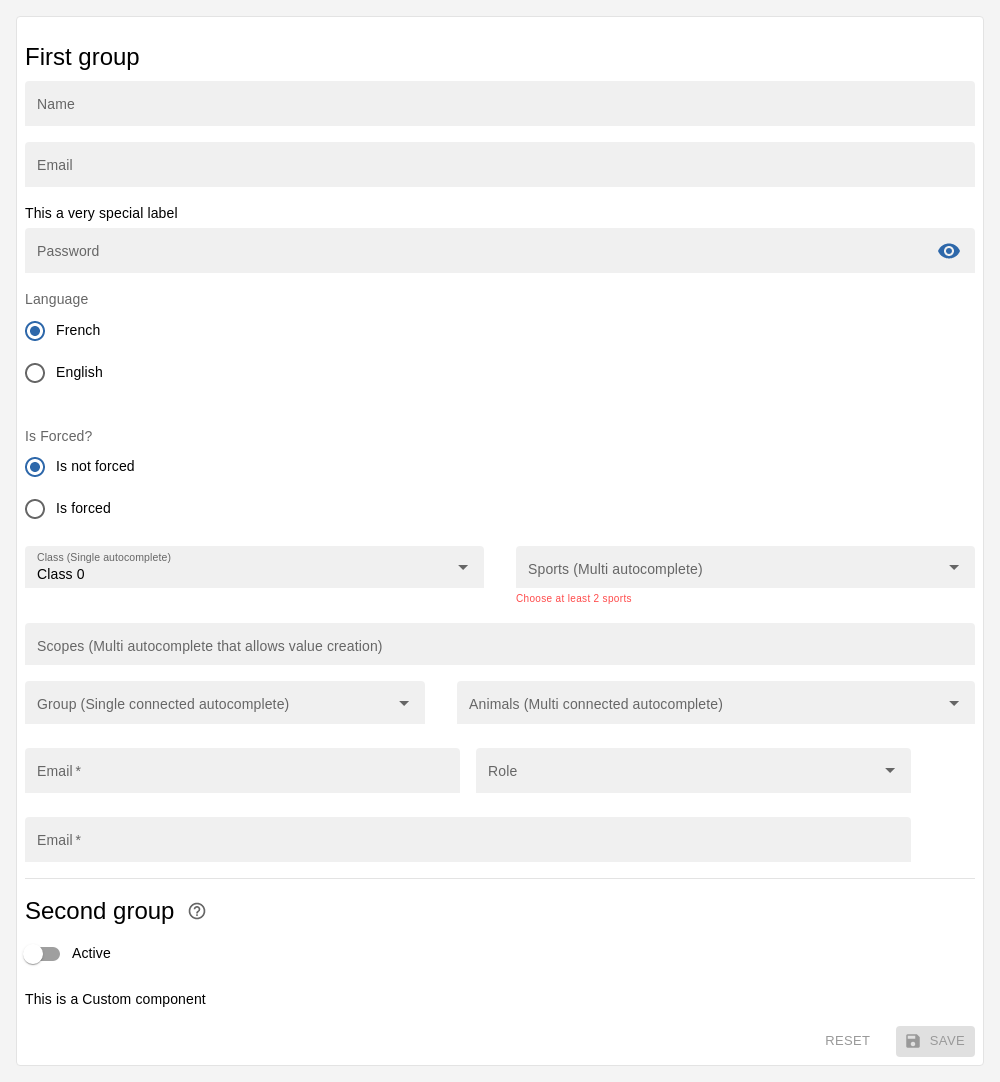 First group
Name
Email
This a very special label
Password
Language
French
English
Is Forced?
Is not forced
Is forced
Class (Single autocomplete)
Class 0
Sports (Multi autocomplete)
Choose at least 2 sports
Scopes (Multi autocomplete that allows value creation)
Group (Single connected autocomplete)
Animals (Multi connected autocomplete)
Email *
Role
Email *
Second group
Active
This is a Custom component
RESET
SAVE